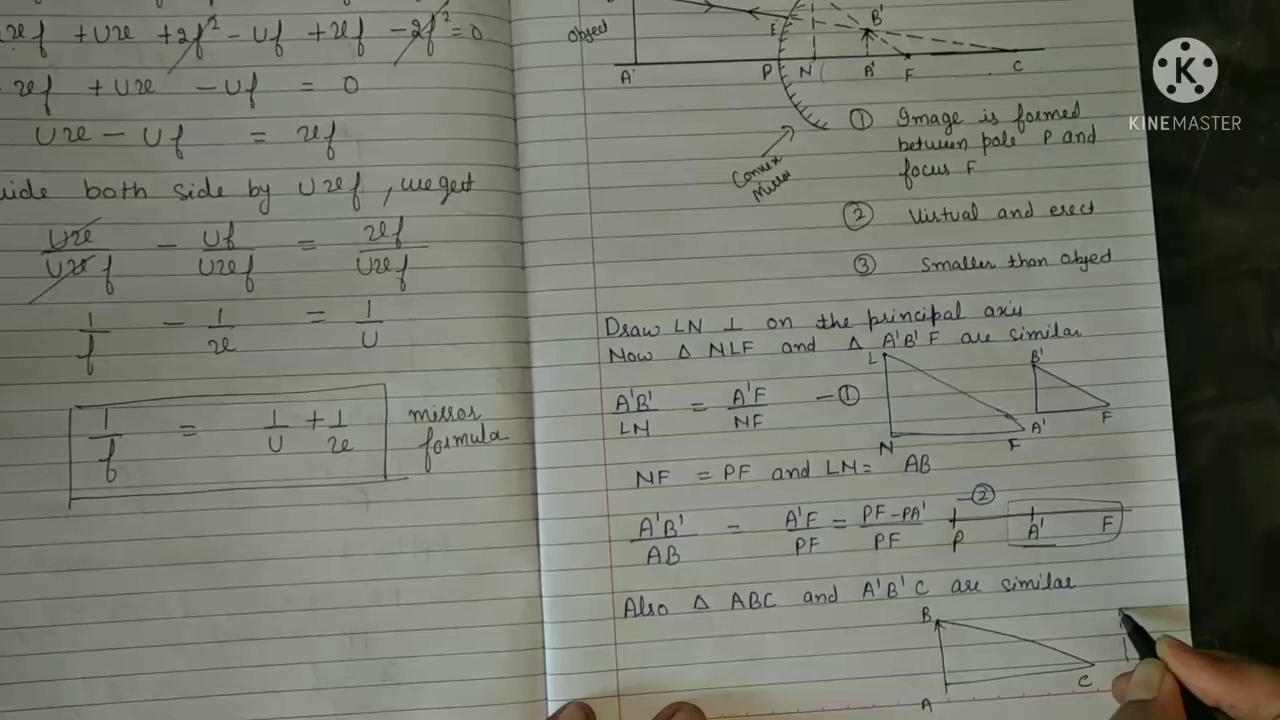 vf + uv + 2f² - uf + vf - 2f² = 0
vf + uv - uf = 0
uv - uf = vf
ide both side by uvf, we get
uv/uvf - uf/uvf = vf/uvf
1/f - 1/v = 1/u
1/f = 1/u + 1/v mirror formula
object
E B'
A' P N A' F C
Convex Mirror
① Image is formed
between pole P and
focus F
② Virtual and erect
③ Smaller than object
Draw LN ⊥ on the principal axis
Now Δ NLF and Δ A'B'F are similar
A'B'/LN = A'F/NF - ①
L N F
B' A' F
NF = PF and LN = AB
A'B'/AB = A'F/PF = PF-PA'/PF - ②
P A' F
Also Δ ABC and A'B'C are similar
B
A C
K
KINEMASTER